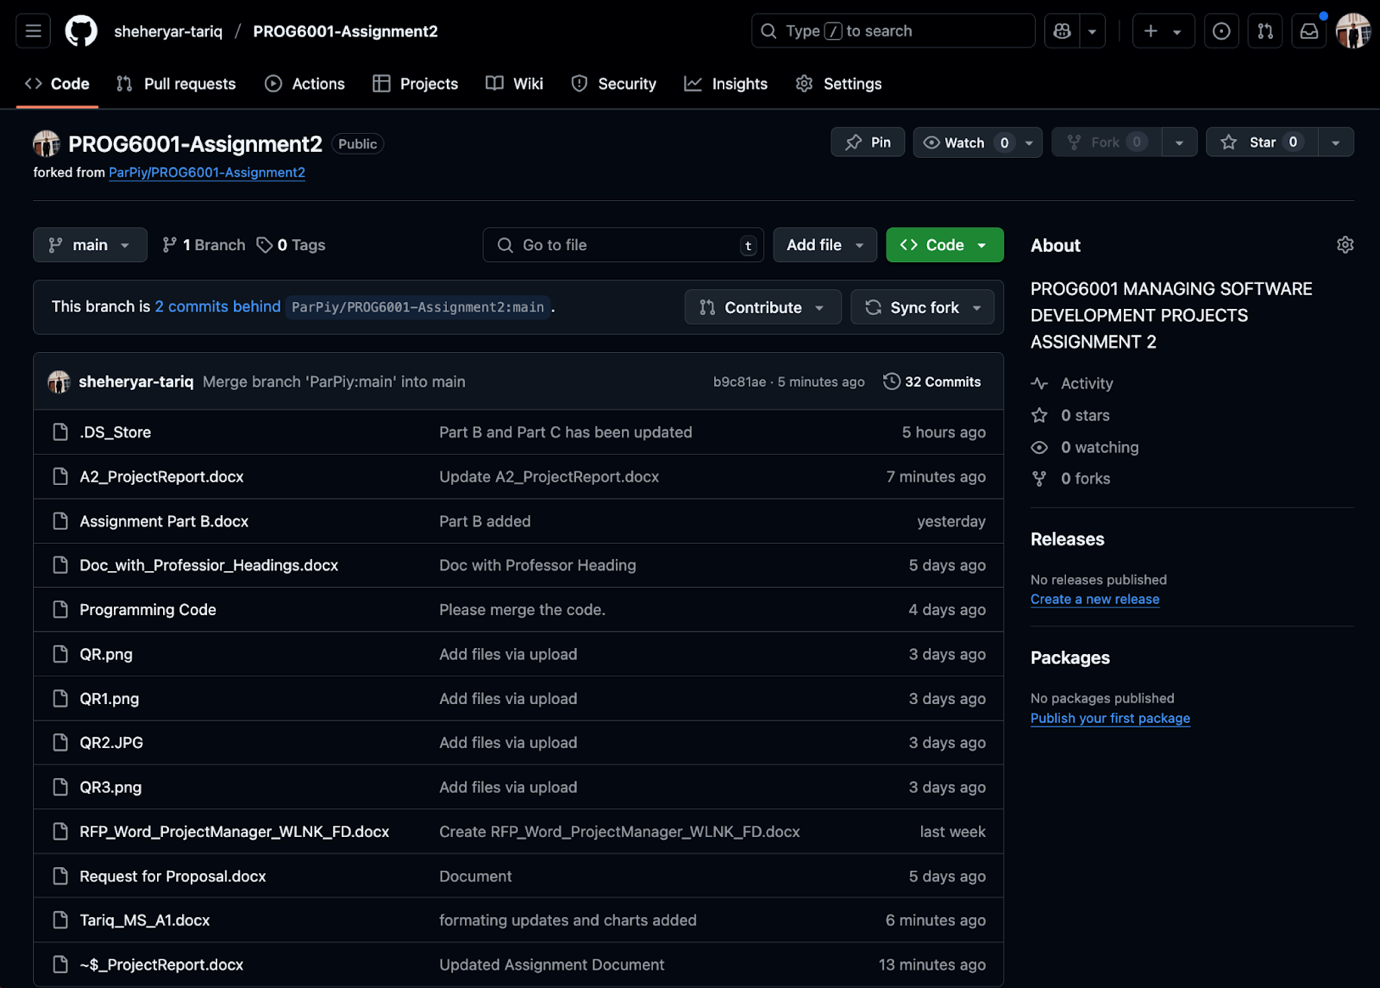 sheheryar-tariq / PROG6001-Assignment2
Type / to search
Code Pull requests Actions Projects Wiki Security Insights Settings
PROG6001-Assignment2 Public
forked from ParPiy/PROG6001-Assignment2
Pin Watch 0 Fork 0 Star 0
main 1 Branch 0 Tags
Go to file t
Add file Code
This branch is 2 commits behind ParPiy/PROG6001-Assignment2:main .
Contribute Sync fork
sheheryar-tariq Merge branch 'ParPiy:main' into main b9c81ae · 5 minutes ago 32 Commits
.DS_Store Part B and Part C has been updated 5 hours ago
A2_ProjectReport.docx Update A2_ProjectReport.docx 7 minutes ago
Assignment Part B.docx Part B added yesterday
Doc_with_Professior_Headings.docx Doc with Professor Heading 5 days ago
Programming Code Please merge the code. 4 days ago
QR.png Add files via upload 3 days ago
QR1.png Add files via upload 3 days ago
QR2.JPG Add files via upload 3 days ago
QR3.png Add files via upload 3 days ago
RFP_Word_ProjectManager_WLNK_FD.docx Create RFP_Word_ProjectManager_WLNK_FD.docx last week
Request for Proposal.docx Document 5 days ago
Tariq_MS_A1.docx formating updates and charts added 6 minutes ago
~$_ProjectReport.docx Updated Assignment Document 13 minutes ago
About
PROG6001 MANAGING SOFTWARE
DEVELOPMENT PROJECTS
ASSIGNMENT 2
Activity
0 stars
0 watching
0 forks
Releases
No releases published
Create a new release
Packages
No packages published
Publish your first package